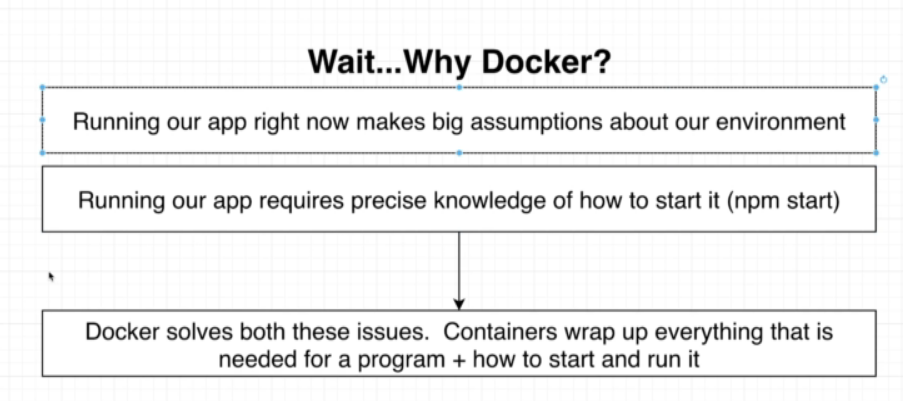 Wait...Why Docker?
Running our app right now makes big assumptions about our environment
Running our app requires precise knowledge of how to start it (npm start)
Docker solves both these issues.  Containers wrap up everything that is
needed for a program + how to start and run it